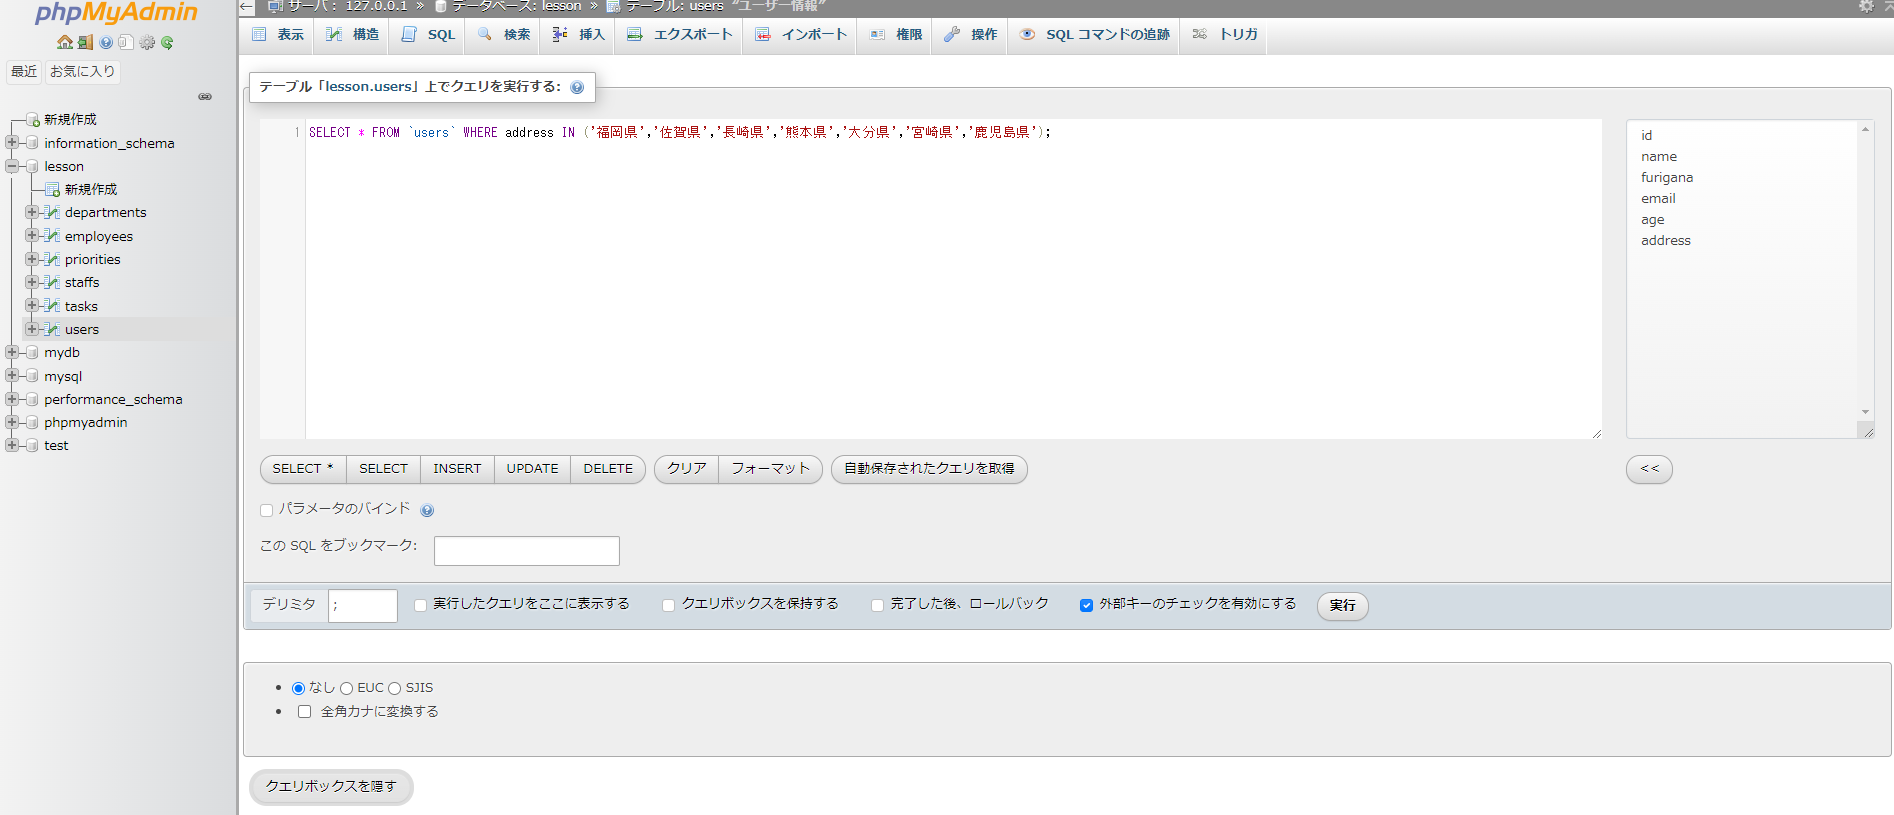 phpMyAdmin
最近 お気に入り
新規作成
information_schema
lesson
新規作成
departments
employees
priorities
staffs
tasks
users
mydb
mysql
performance_schema
phpmyadmin
test
サーバ: 127.0.0.1 » データベース: lesson » テーブル: users “ユーザー情報”
表示 構造 SQL 検索 挿入 エクスポート インポート 権限 操作 SQL コマンドの追跡 トリガ
テーブル「lesson.users」上でクエリを実行する:
1 SELECT * FROM `users` WHERE address IN ('福岡県','佐賀県','長崎県','熊本県','大分県','宮崎県','鹿児島県');
id
name
furigana
email
age
address
SELECT * SELECT INSERT UPDATE DELETE クリア フォーマット 自動保存されたクエリを取得 <<
パラメータのバインド
この SQL をブックマーク:
デリミタ ; 実行したクエリをここに表示する クエリボックスを保持する 完了した後、ロールバック 外部キーのチェックを有効にする 実行
なし EUC SJIS
全角カナに変換する
クエリボックスを隠す